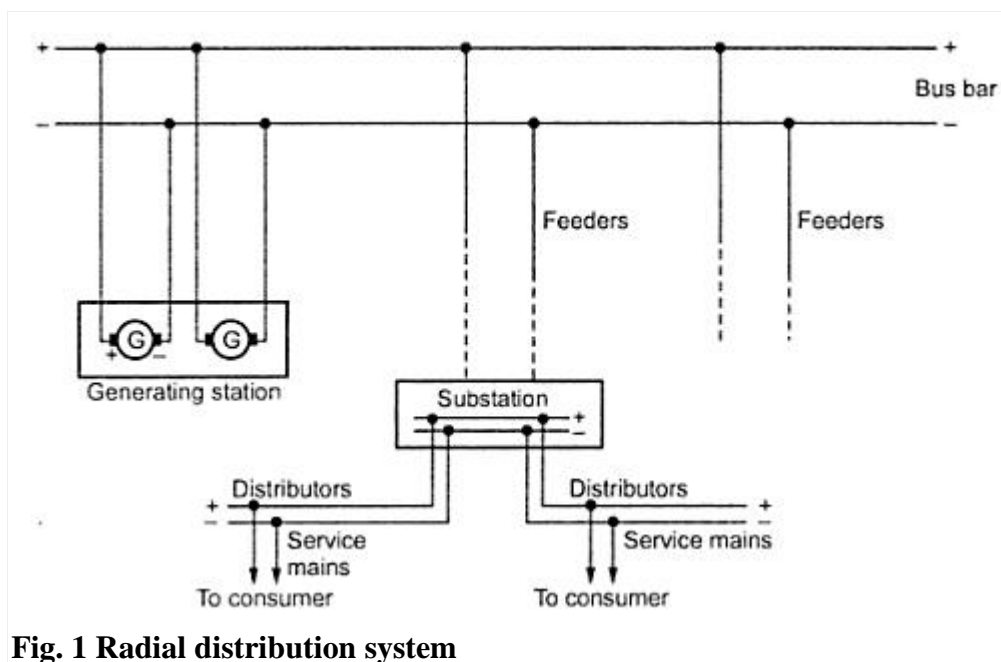 + +
Bus bar
– –
Feeders Feeders
G G
+ –
Generating station
Substation
+
–
Distributors Distributors
+ +
– –
Service Service mains
mains
To consumer To consumer
Fig. 1 Radial distribution system